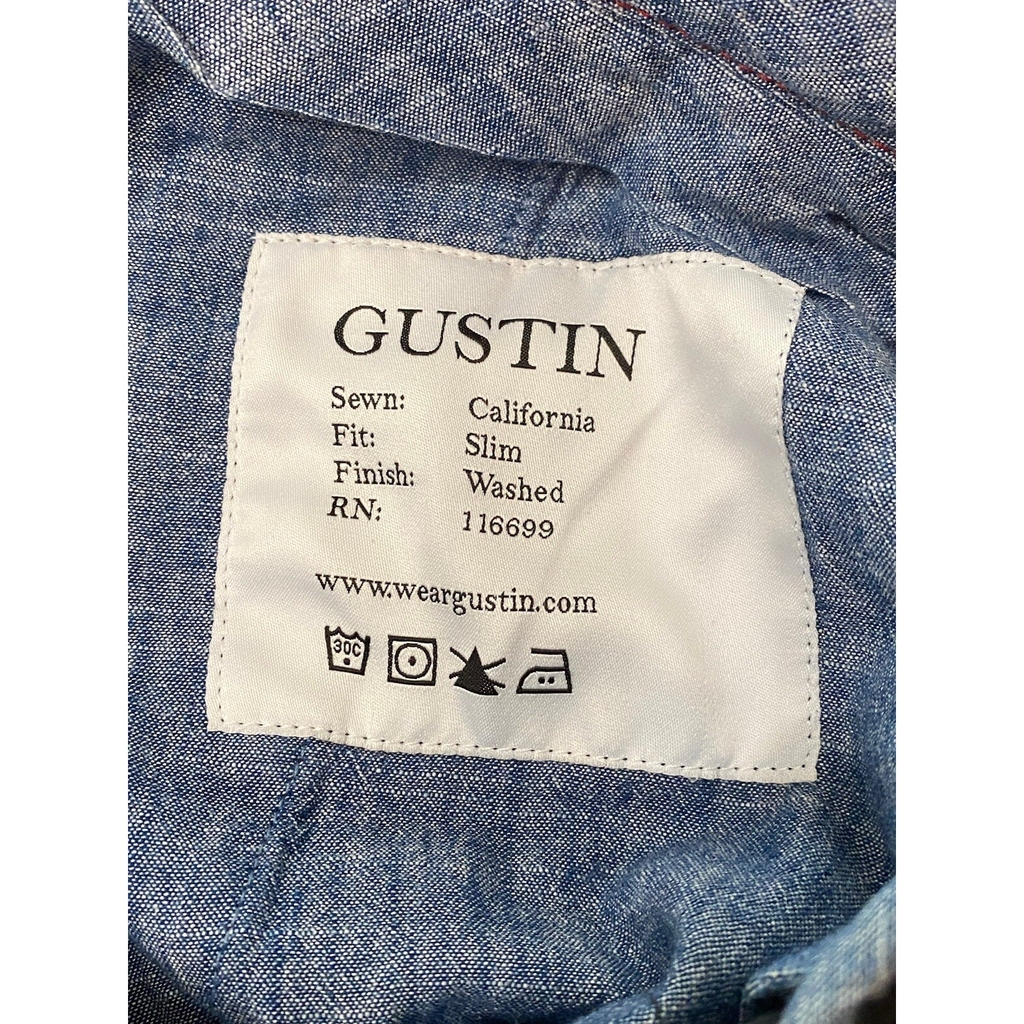 GUSTIN
Sewn: California
Fit: Slim
Finish: Washed
RN: 116699
www.weargustin.com
30C